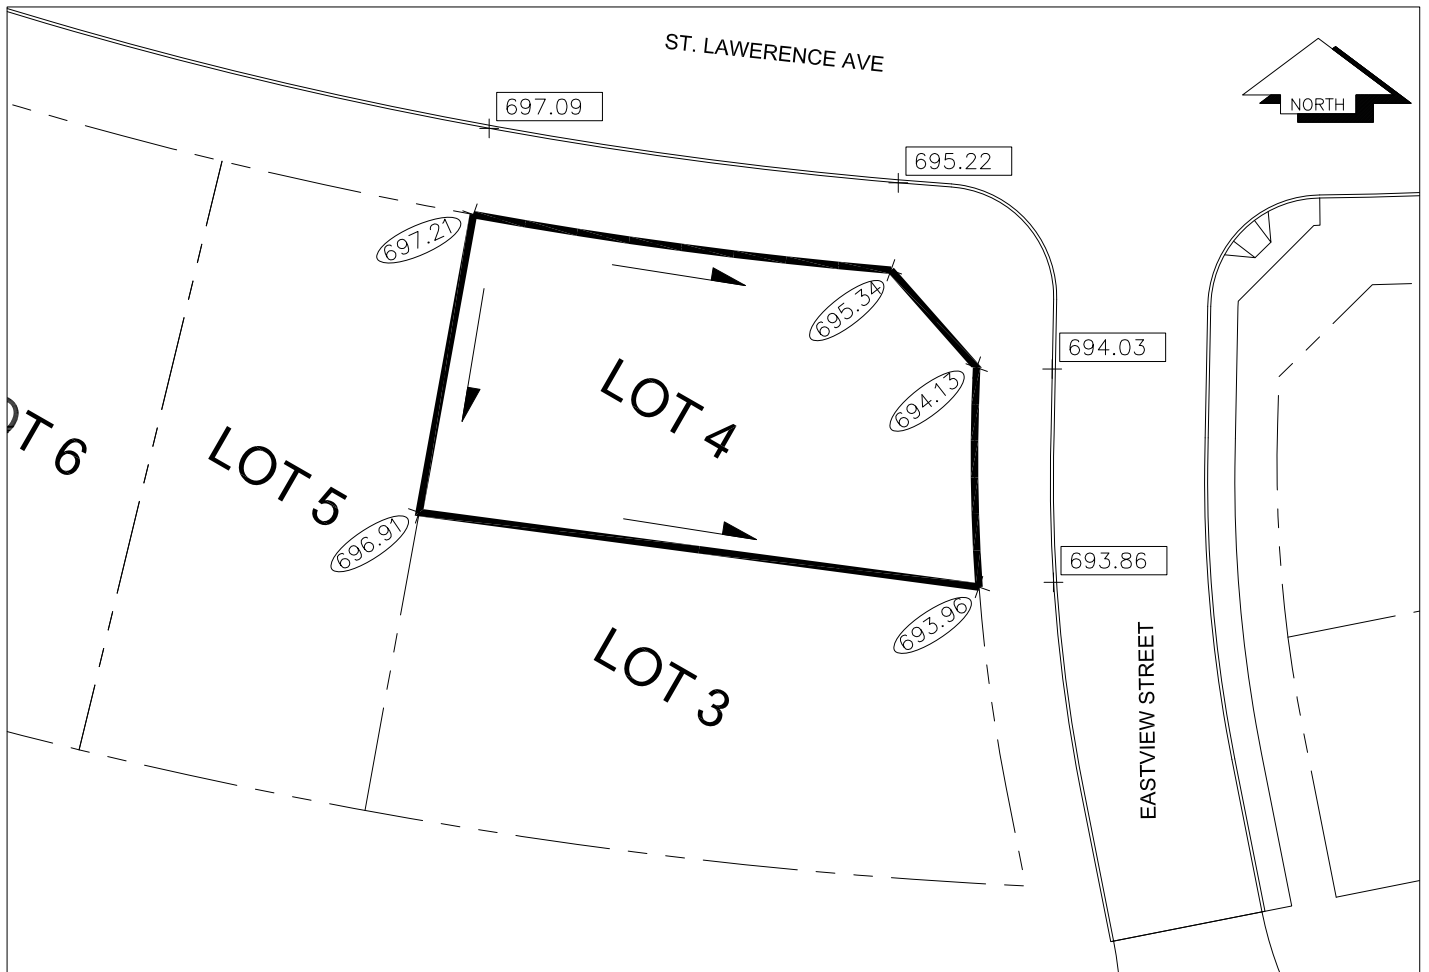 ST. LAWERENCE AVE
697.09
NORTH
695.22
697.21
695.34
694.03
LOT 4
694.13
OT 6
LOT 5
696.91
693.86
693.96
LOT 3
EASTVIEW STREET